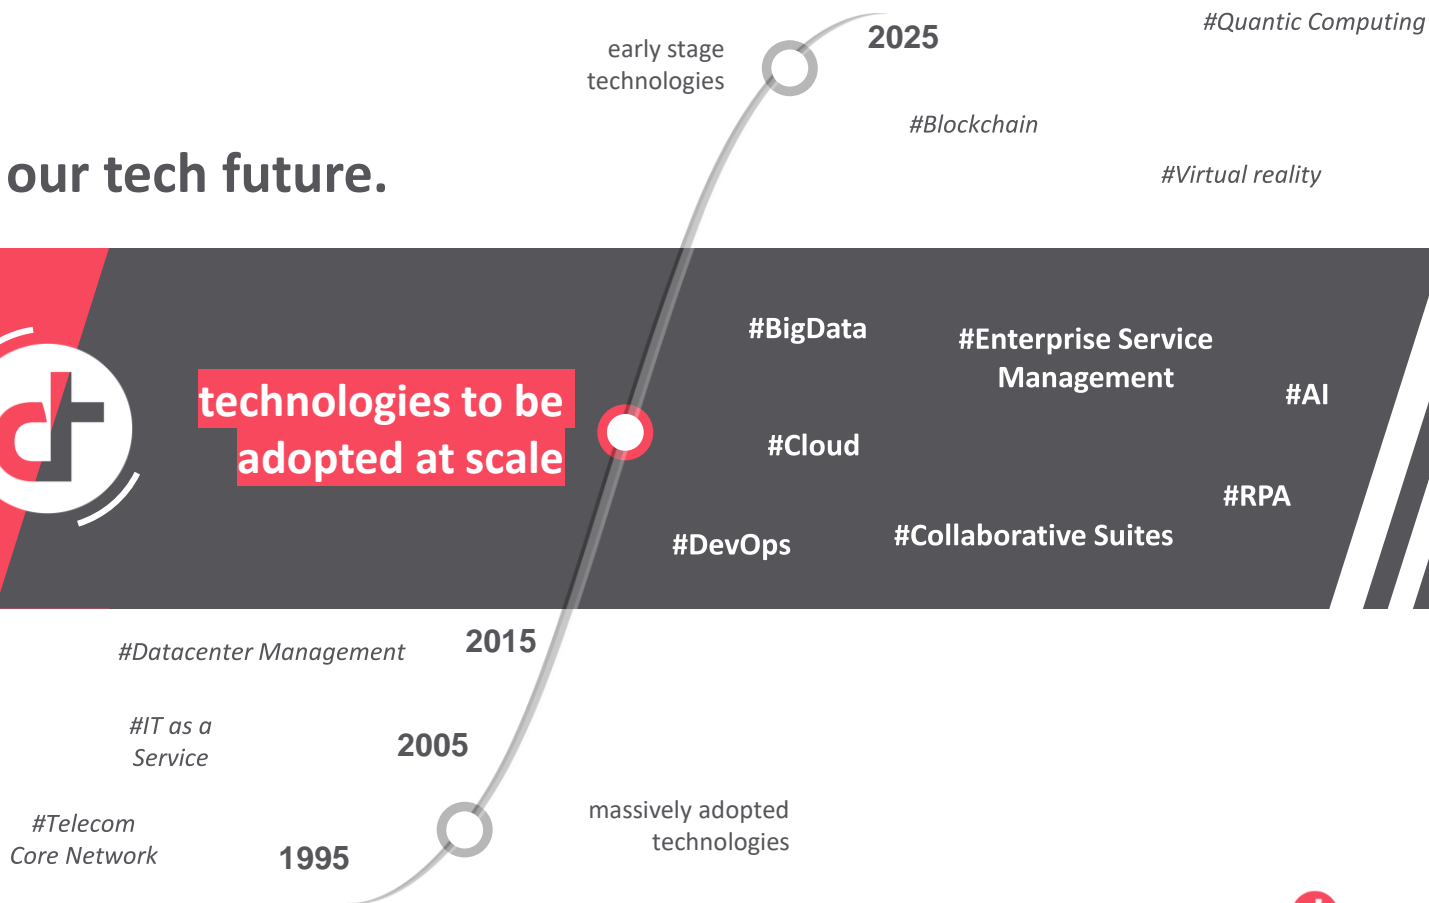 early stage
technologies
2025
#Quantic Computing
#Blockchain
our tech future.
#Virtual reality
#BigData
#Enterprise Service
Management
#AI
technologies to be
adopted at scale
#Cloud
#RPA
#DevOps
#Collaborative Suites
#Datacenter Management
2015
#IT as a
Service
2005
massively adopted
technologies
#Telecom
Core Network
1995